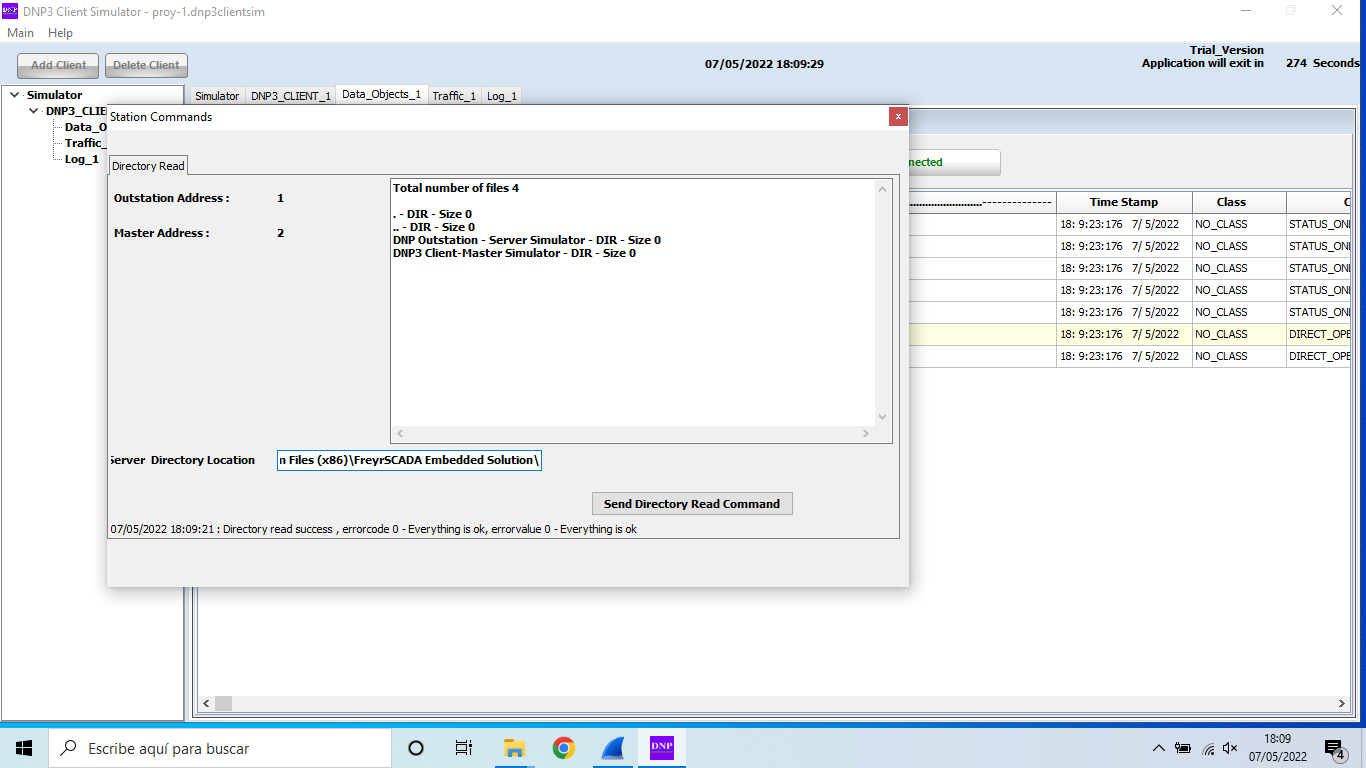 DNP3 Client Simulator - proy-1.dnp3clientsim
Main Help
Trial_Version
Add Client Delete Client 07/05/2022 18:09:29 Application will exit in 274 Seconds
Simulator
Simulator DNP3_CLIENT_1 Data_Objects_1 Traffic_1 Log_1
DNP3_CLIE
Data_O
Traffic_
Log_1
Station Commands x
Directory Read
Outstation Address : 1
Master Address : 2
Total number of files 4
. - DIR - Size 0
.. - DIR - Size 0
DNP Outstation - Server Simulator - DIR - Size 0
DNP3 Client-Master Simulator - DIR - Size 0
Server Directory Location n Files (x86)\FreyrSCADA Embedded Solution\
Send Directory Read Command
07/05/2022 18:09:21 : Directory read success , errorcode 0 - Everything is ok, errorvalue 0 - Everything is ok
nected
Time Stamp Class C
18: 9:23:176 7/ 5/2022 NO_CLASS STATUS_ONL
18: 9:23:176 7/ 5/2022 NO_CLASS STATUS_ONL
18: 9:23:176 7/ 5/2022 NO_CLASS STATUS_ONL
18: 9:23:176 7/ 5/2022 NO_CLASS STATUS_ONL
18: 9:23:176 7/ 5/2022 NO_CLASS STATUS_ONL
18: 9:23:176 7/ 5/2022 NO_CLASS DIRECT_OPE
18: 9:23:176 7/ 5/2022 NO_CLASS DIRECT_OPE
Escribe aquí para buscar
DNP
18:09
07/05/2022
4